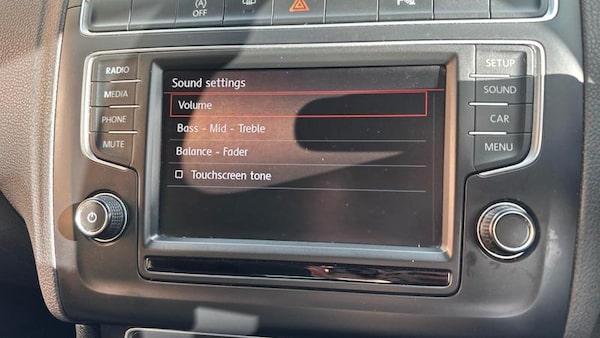 (A)
OFF
RADIO
MEDIA
PHONE
MUTE
Sound settings
Volume
Bass - Mid - Treble
Balance - Fader
Touchscreen tone
SETUP
SOUND
CAR
MENU